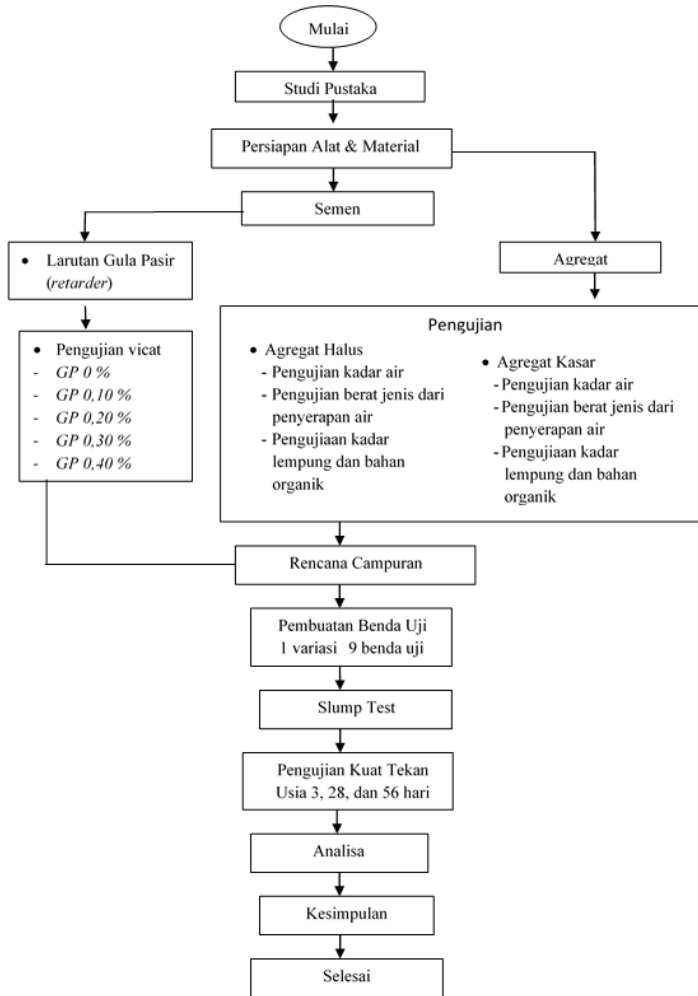 Mulai
Studi Pustaka
Persiapan Alat & Material
Semen
• Larutan Gula Pasir
(retarder)
Agregat
• Pengujian vicat
- GP 0 %
- GP 0,10 %
- GP 0,20 %
- GP 0,30 %
- GP 0,40 %
Pengujian
• Agregat Halus
- Pengujian kadar air
- Pengujian berat jenis dari
penyerapan air
- Pengujiaan kadar
lempung dan bahan
organik
• Agregat Kasar
- Pengujian kadar air
- Pengujian berat jenis dari
penyerapan air
- Pengujiaan kadar
lempung dan bahan
organik
Rencana Campuran
Pembuatan Benda Uji
1 variasi 9 benda uji
Slump Test
Pengujian Kuat Tekan
Usia 3, 28, dan 56 hari
Analisa
Kesimpulan
Selesai